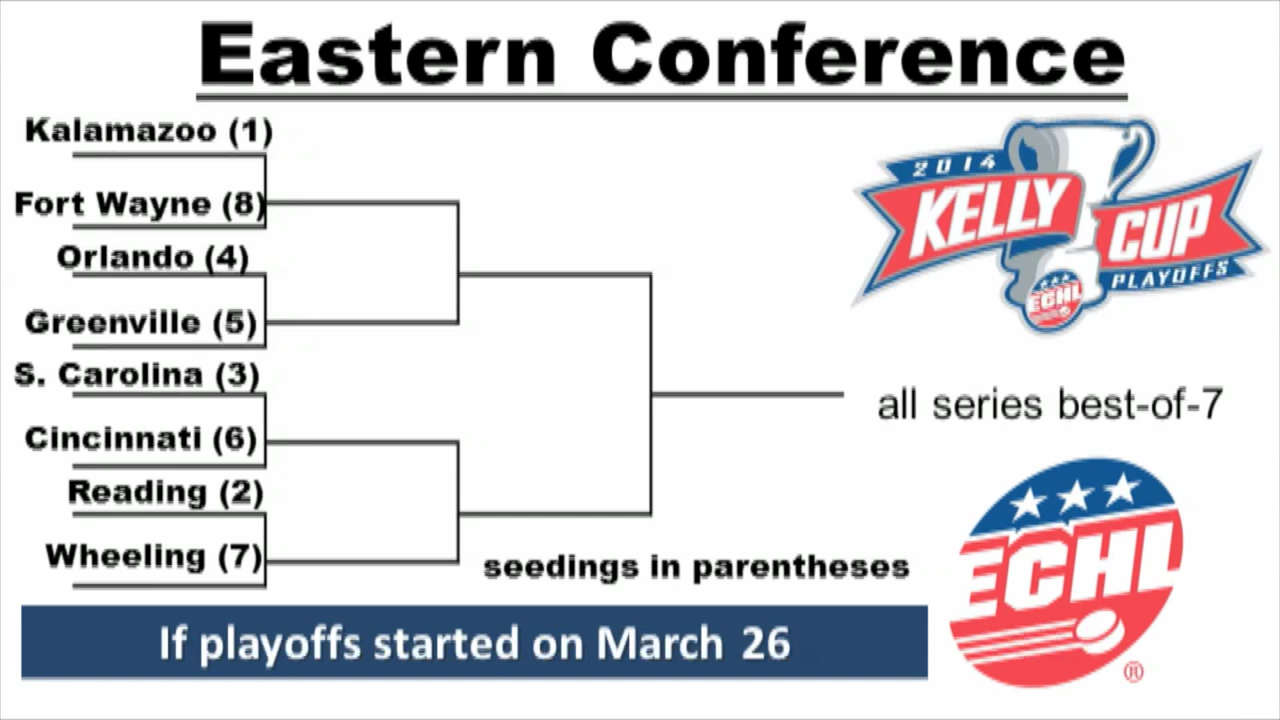 Eastern Conference
Kalamazoo (1)
Fort Wayne (8)
Orlando (4)
Greenville (5)
S. Carolina (3)
Cincinnati (6)
Reading (2)
Wheeling (7)
2014
KELLY
CUP
PLAYOFFS
ECHL
all series best-of-7
seedings in parentheses
ECHL
®
If playoffs started on March 26